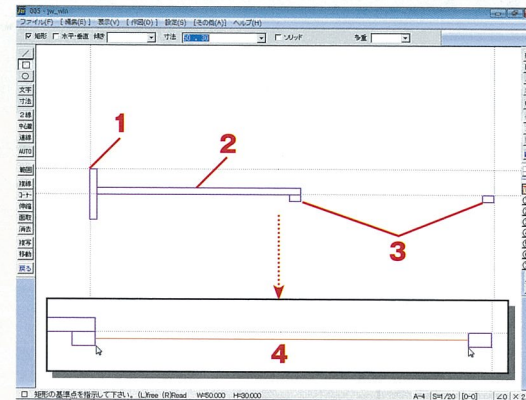 005 - jw_win
ファイル(F) [編集(E)] 表示(V) [作図(D)] 設定(S) [その他(A)] ヘルプ(H)
矩形 水平・垂直 傾き 寸法 50 , 30 ソリッド 多重
文字
寸法
2線
中心線
連線
AUTO
範囲
複線
コーナー
伸縮
面取
消去
複写
移動
戻る
1
2
3
4
矩形の基準点を指示して下さい。 (L)free (R)Read W=50.000 H=30.000
A-4 S=1/20 [0-0] ∠0 × 2